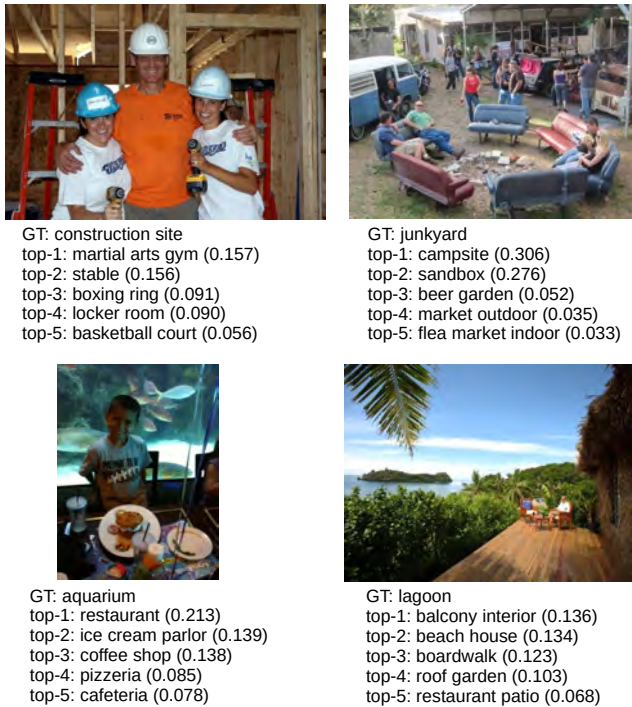 GT: construction site
top-1: martial arts gym (0.157)
top-2: stable (0.156)
top-3: boxing ring (0.091)
top-4: locker room (0.090)
top-5: basketball court (0.056)
GT: junkyard
top-1: campsite (0.306)
top-2: sandbox (0.276)
top-3: beer garden (0.052)
top-4: market outdoor (0.035)
top-5: flea market indoor (0.033)
GT: aquarium
top-1: restaurant (0.213)
top-2: ice cream parlor (0.139)
top-3: coffee shop (0.138)
top-4: pizzeria (0.085)
top-5: cafeteria (0.078)
GT: lagoon
top-1: balcony interior (0.136)
top-2: beach house (0.134)
top-3: boardwalk (0.123)
top-4: roof garden (0.103)
top-5: restaurant patio (0.068)